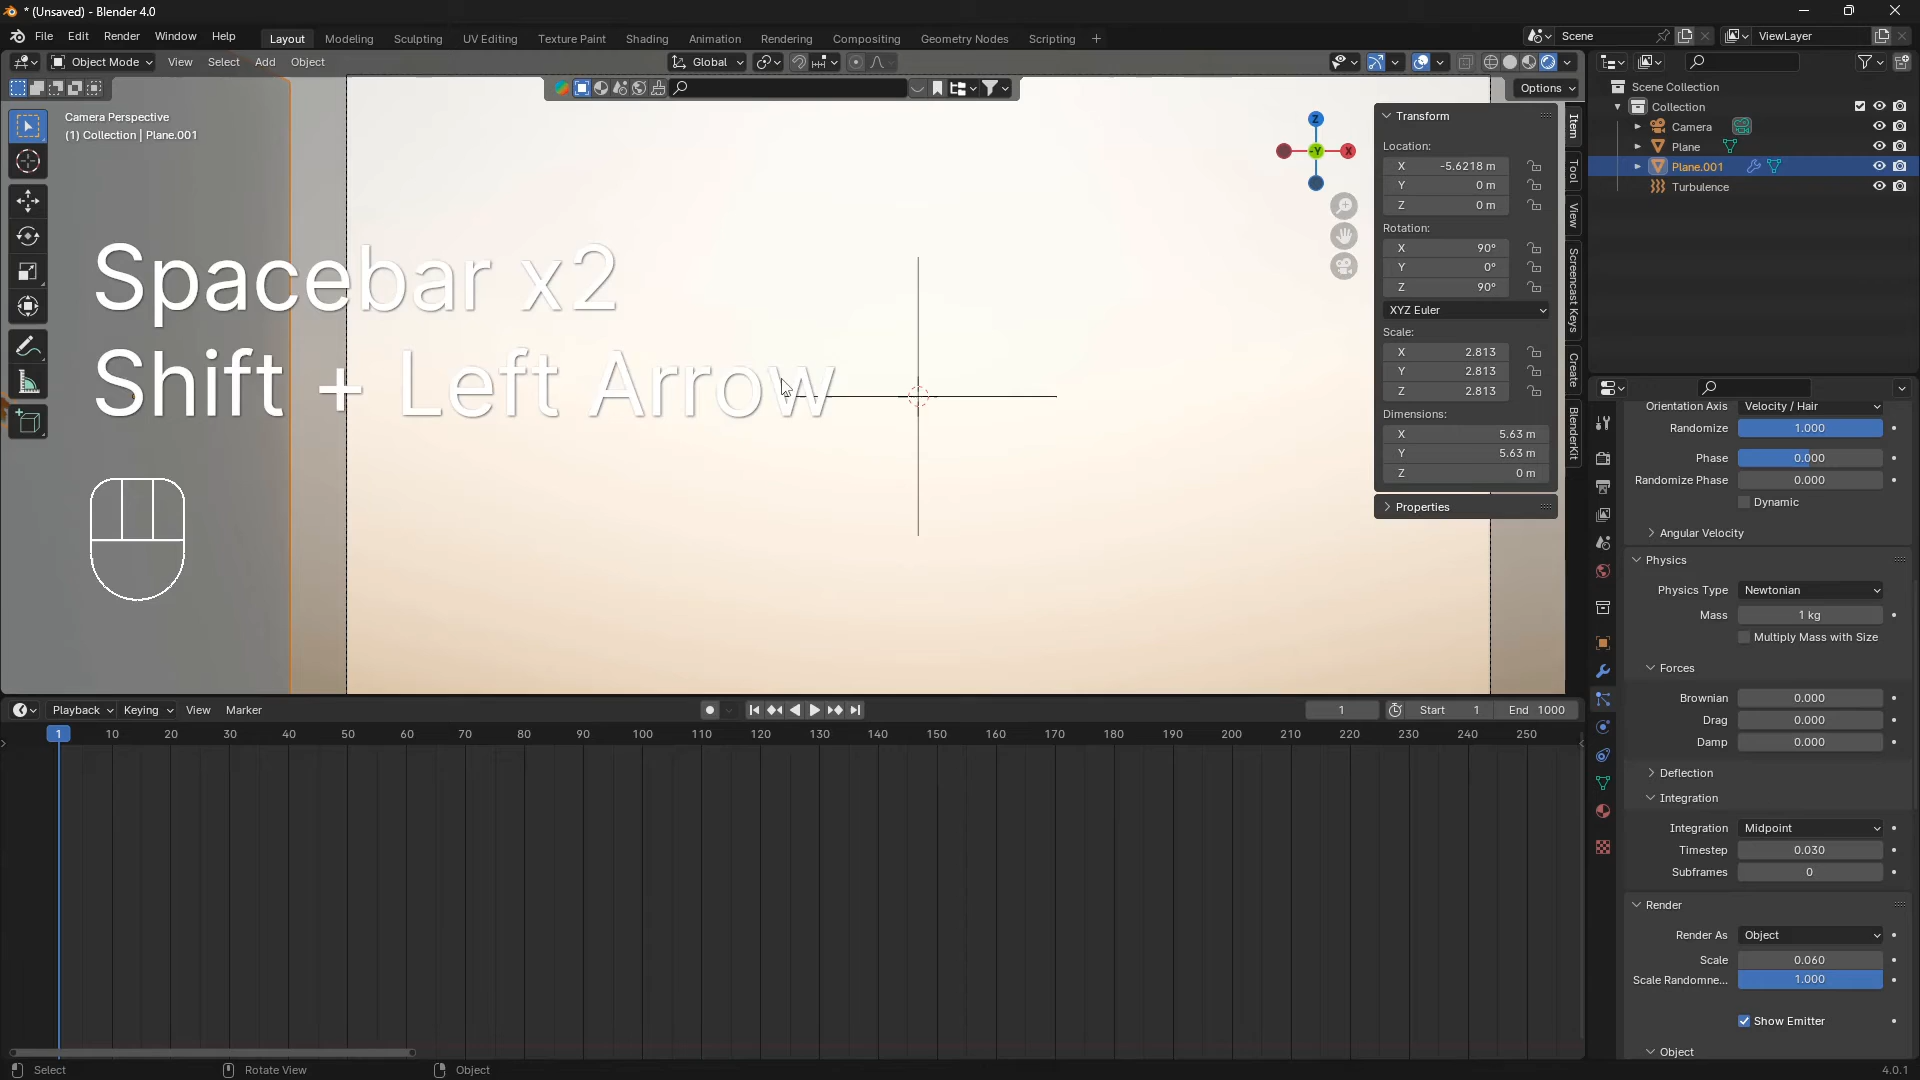 * (Unsaved) - Blender 4.0
File Edit Render Window Help
Layout Modeling Sculpting UV Editing Texture Paint Shading Animation Rendering Compositing Geometry Nodes Scripting +
Scene
ViewLayer
Object Mode View Select Add Object
Global
Options
Camera Perspective
(1) Collection | Plane.001
Spacebar x2
Shift + Left Arrow
Z
-Y
X
Transform
Location:
X -5.6218 m
Y 0 m
Z 0 m
Rotation:
X 90°
Y 0°
Z 90°
XYZ Euler
Scale:
X 2.813
Y 2.813
Z 2.813
Dimensions:
X 5.63 m
Y 5.63 m
Z 0 m
Properties
Item
Tool
View
Screencast Keys
Create
BlenderKit
Scene Collection
Collection
Camera
Plane
Plane.001
Turbulence
Orientation Axis Velocity / Hair
Randomize 1.000
Phase 0.000
Randomize Phase 0.000
Dynamic
Angular Velocity
Physics
Physics Type Newtonian
Mass 1 kg
Multiply Mass with Size
Forces
Brownian 0.000
Drag 0.000
Damp 0.000
Deflection
Integration
Integration Midpoint
Timestep 0.030
Subframes 0
Render
Render As Object
Scale 0.060
Scale Randomne... 1.000
Show Emitter
Object
Playback Keying View Marker
1
Start 1
End 1000
1 10 20 30 40 50 60 70 80 90 100 110 120 130 140 150 160 170 180 190 200 210 220 230 240 250
Select
Rotate View
Object
4.0.1